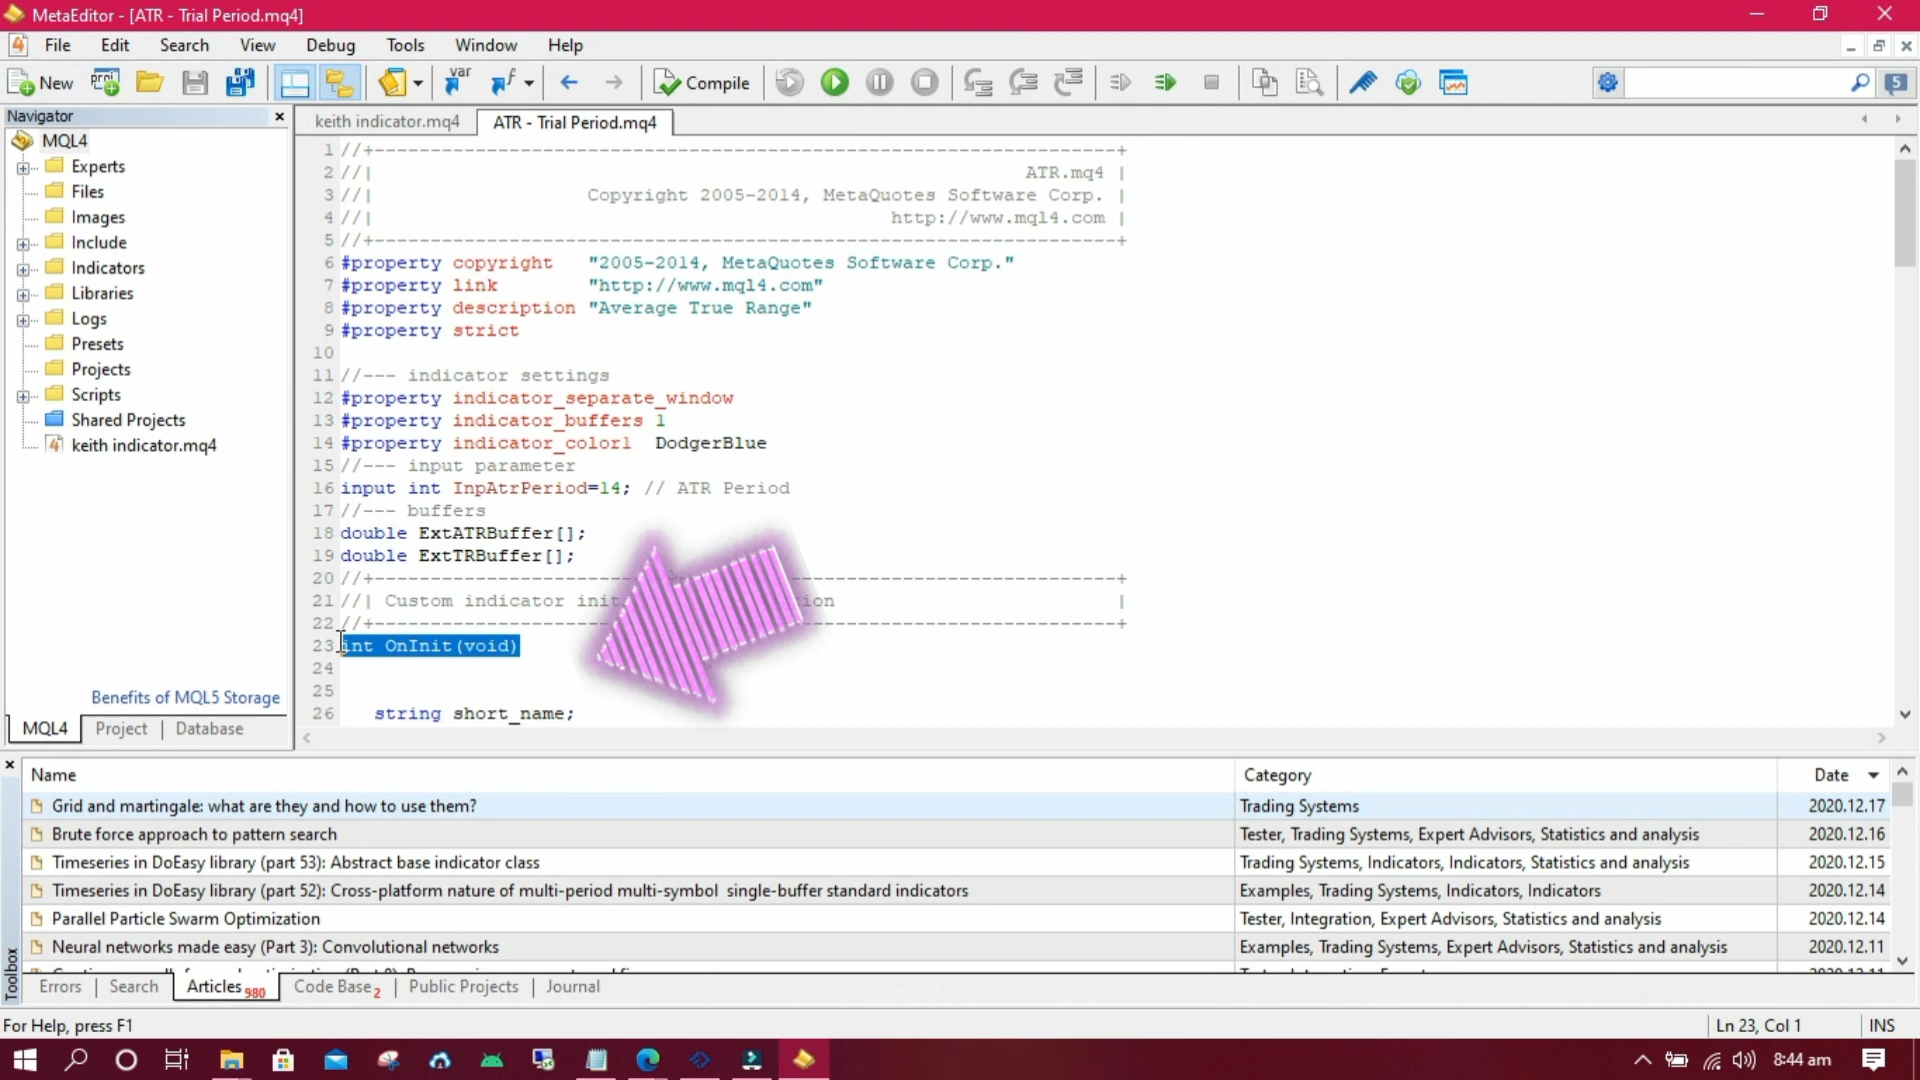 MetaEditor - [ATR - Trial Period.mq4]
File Edit Search View Debug Tools Window Help
New proj var f Compile 5
Navigator
MQL4
Experts
Files
Images
Include
Indicators
Libraries
Logs
Presets
Projects
Scripts
Shared Projects
keith indicator.mq4
Benefits of MQL5 Storage
MQL4 | Project | Database
keith indicator.mq4 ATR - Trial Period.mq4
1 //+------------------------------------------------------------------+
2 //| ATR.mq4 |
3 //| Copyright 2005-2014, MetaQuotes Software Corp. |
4 //| http://www.mql4.com |
5 //+------------------------------------------------------------------+
6 #property copyright "2005-2014, MetaQuotes Software Corp."
7 #property link "http://www.mql4.com"
8 #property description "Average True Range"
9 #property strict
10
11 //--- indicator settings
12 #property indicator_separate_window
13 #property indicator_buffers 1
14 #property indicator_color1 DodgerBlue
15 //--- input parameter
16 input int InpAtrPeriod=14; // ATR Period
17 //--- buffers
18 double ExtATRBuffer[];
19 double ExtTRBuffer[];
20 //+------------------------------------------------------------------+
21 //| Custom indicator |
22 //+------------------------------------------------------------------+
23 int OnInit(void)
24
25
26 string short_name;
Toolbox
Name Category Date
Grid and martingale: what are they and how to use them? Trading Systems 2020.12.17
Brute force approach to pattern search Tester, Trading Systems, Expert Advisors, Statistics and analysis 2020.12.16
Timeseries in DoEasy library (part 53): Abstract base indicator class Trading Systems, Indicators, Indicators, Statistics and analysis 2020.12.15
Timeseries in DoEasy library (part 52): Cross-platform nature of multi-period multi-symbol single-buffer standard indicators Examples, Trading Systems, Indicators, Indicators 2020.12.14
Parallel Particle Swarm Optimization Tester, Integration, Expert Advisors, Statistics and analysis 2020.12.14
Neural networks made easy (Part 3): Convolutional networks Examples, Trading Systems, Expert Advisors, Statistics and analysis 2020.12.11
Errors | Search | Articles 980 | Code Base 2 | Public Projects | Journal
For Help, press F1 Ln 23, Col 1 INS
8:44 am